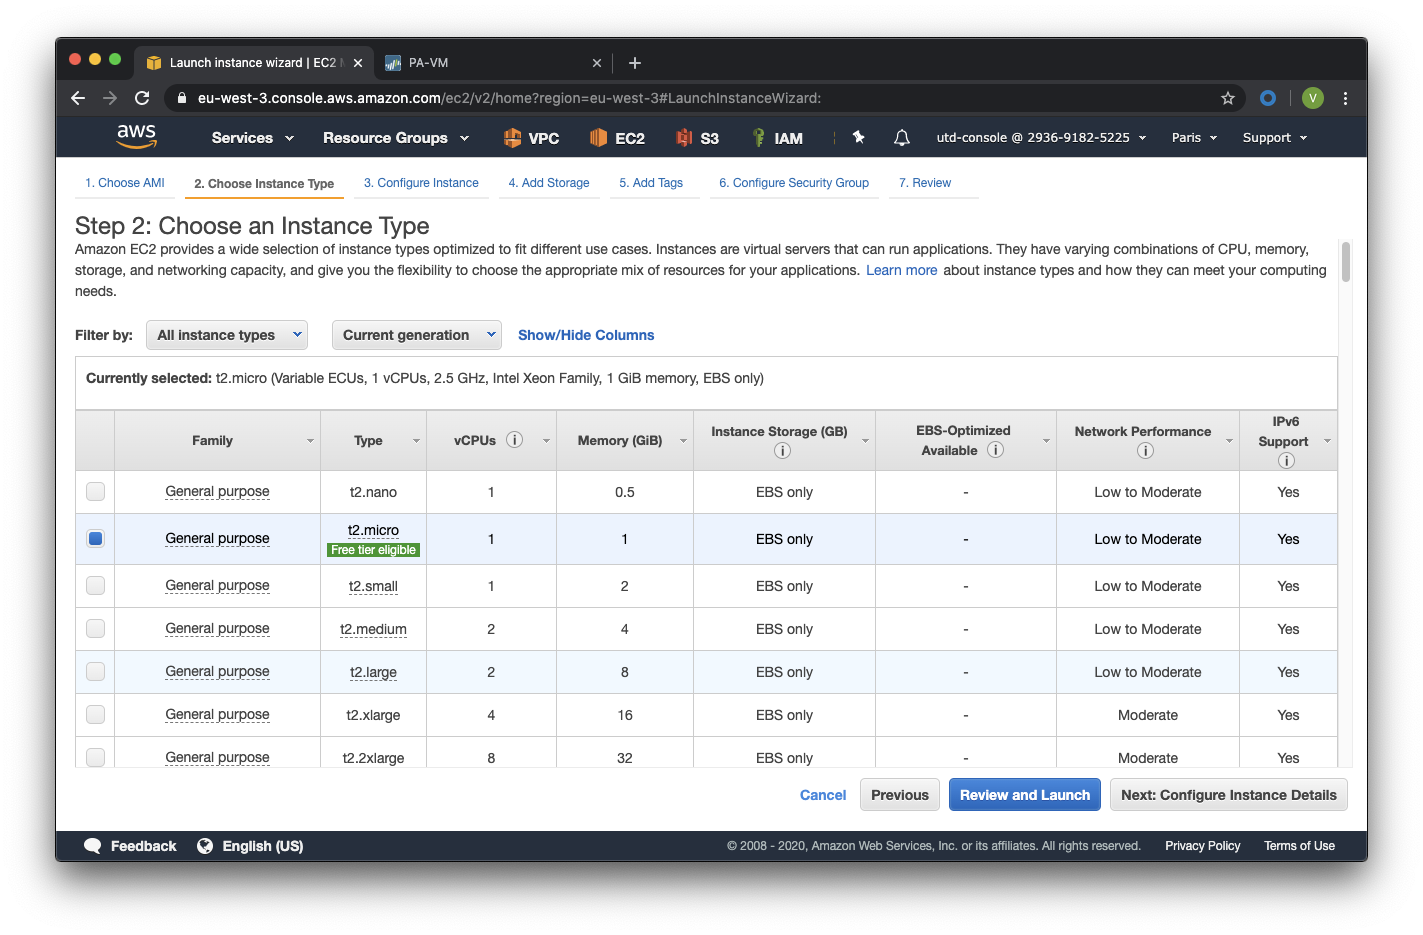 Launch instance wizard | EC2 M
PA-VM
eu-west-3.console.aws.amazon.com/ec2/v2/home?region=eu-west-3#LaunchInstanceWizard:
V
aws
Services
Resource Groups
VPC
EC2
S3
IAM
utd-console @ 2936-9182-5225
Paris
Support
1. Choose AMI
2. Choose Instance Type
3. Configure Instance
4. Add Storage
5. Add Tags
6. Configure Security Group
7. Review
Step 2: Choose an Instance Type
Amazon EC2 provides a wide selection of instance types optimized to fit different use cases. Instances are virtual servers that can run applications. They have varying combinations of CPU, memory,
storage, and networking capacity, and give you the flexibility to choose the appropriate mix of resources for your applications. Learn more about instance types and how they can meet your computing
needs.
Filter by: All instance types Current generation Show/Hide Columns
Currently selected: t2.micro (Variable ECUs, 1 vCPUs, 2.5 GHz, Intel Xeon Family, 1 GiB memory, EBS only)
Family
Type
vCPUs
Memory (GiB)
Instance Storage (GB)
EBS-Optimized
Available
Network Performance
IPv6
Support
General purpose t2.nano 1 0.5 EBS only - Low to Moderate Yes
General purpose t2.micro 1 1 EBS only - Low to Moderate Yes
Free tier eligible
General purpose t2.small 1 2 EBS only - Low to Moderate Yes
General purpose t2.medium 2 4 EBS only - Low to Moderate Yes
General purpose t2.large 2 8 EBS only - Low to Moderate Yes
General purpose t2.xlarge 4 16 EBS only - Moderate Yes
General purpose t2.2xlarge 8 32 EBS only - Moderate Yes
Cancel
Previous
Review and Launch
Next: Configure Instance Details
Feedback
English (US)
© 2008 - 2020, Amazon Web Services, Inc. or its affiliates. All rights reserved.
Privacy Policy
Terms of Use